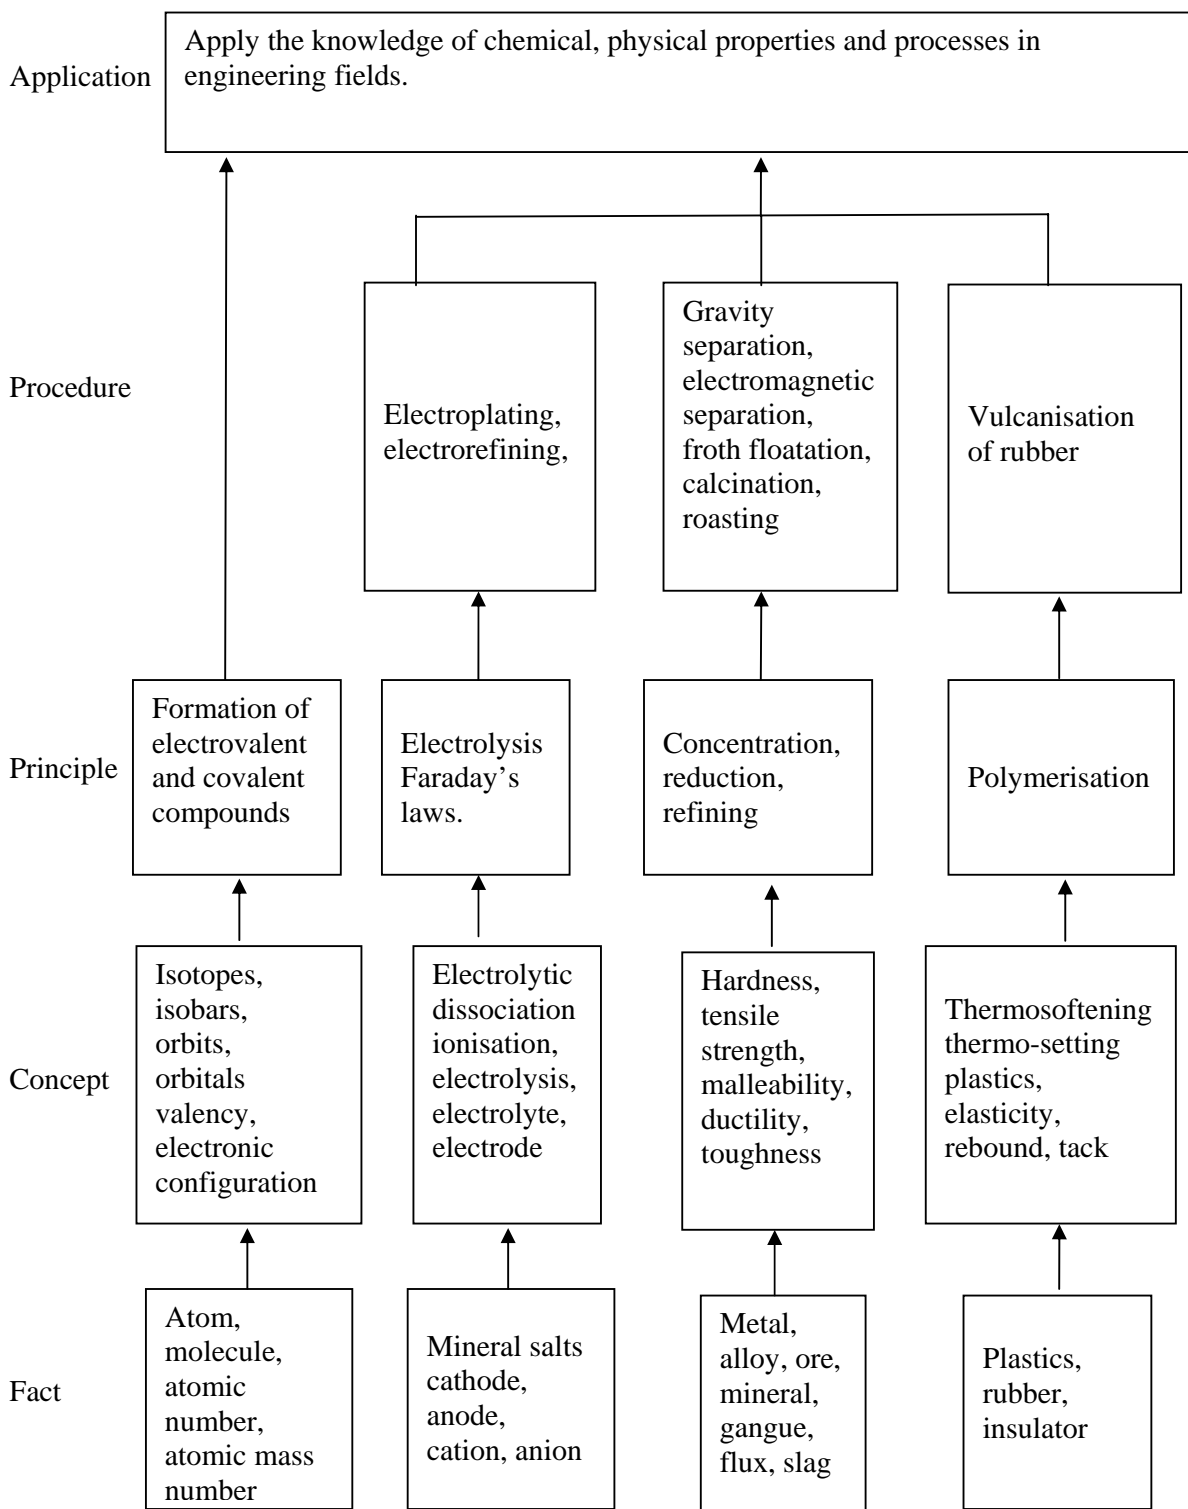 Application
Apply the knowledge of chemical, physical properties and processes in
engineering fields.
Procedure
Electroplating,
electrorefining,
Gravity
separation,
electromagnetic
separation,
froth floatation,
calcination,
roasting
Vulcanisation
of rubber
Principle
Formation of
electrovalent
and covalent
compounds
Electrolysis
Faraday’s
laws.
Concentration,
reduction,
refining
Polymerisation
Concept
Isotopes,
isobars,
orbits,
orbitals
valency,
electronic
configuration
Electrolytic
dissociation
ionisation,
electrolysis,
electrolyte,
electrode
Hardness,
tensile
strength,
malleability,
ductility,
toughness
Thermosoftening
thermo-setting
plastics,
elasticity,
rebound, tack
Fact
Atom,
molecule,
atomic
number,
atomic mass
number
Mineral salts
cathode,
anode,
cation, anion
Metal,
alloy, ore,
mineral,
gangue,
flux, slag
Plastics,
rubber,
insulator